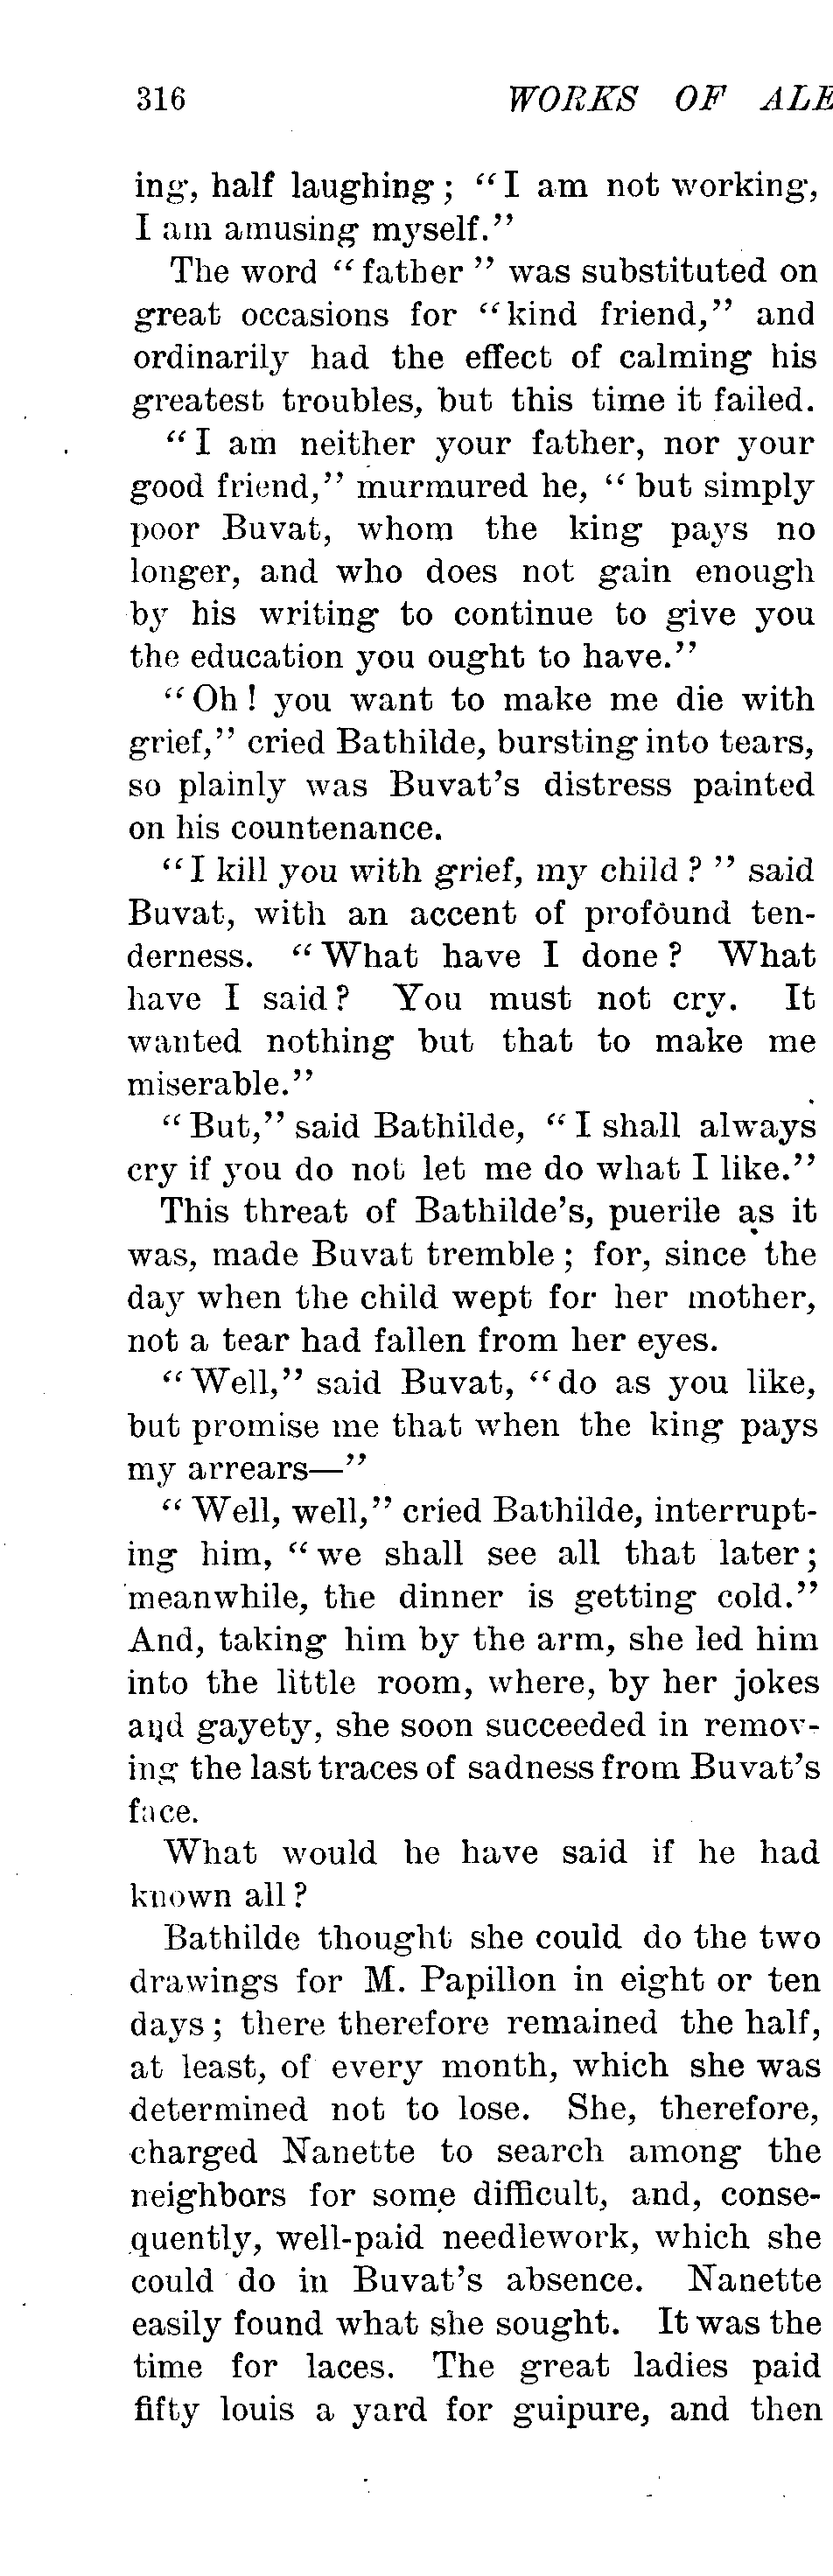 316 WORKS OF ALE
ing, half laughing; "I am not working,
I am amusing myself."
The word "father" was substituted on
great occasions for "kind friend," and
ordinarily had the effect of calming his
greatest troubles, but this time it failed.
"I am neither your father, nor your
good friend," murmured he, "but simply
poor Buvat, whom the king pays no
longer, and who does not gain enough
by his writing to continue to give you
the education you ought to have."
"Oh! you want to make me die with
grief," cried Bathilde, bursting into tears,
so plainly was Buvat's distress painted
on his countenance.
"I kill you with grief, my child?" said
Buvat, with an accent of profound ten-
derness. "What have I done? What
have I said? You must not cry. It
wanted nothing but that to make me
miserable."
"But," said Bathilde, "I shall always
cry if you do not let me do what I like."
This threat of Bathilde's, puerile as it
was, made Buvat tremble; for, since the
day when the child wept for her mother,
not a tear had fallen from her eyes.
"Well," said Buvat, "do as you like,
but promise me that when the king pays
my arrears—"
"Well, well," cried Bathilde, interrupt-
ing him, "we shall see all that later;
meanwhile, the dinner is getting cold."
And, taking him by the arm, she led him
into the little room, where, by her jokes
and gayety, she soon succeeded in remov-
ing the last traces of sadness from Buvat's
face.
What would he have said if he had
known all?
Bathilde thought she could do the two
drawings for M. Papillon in eight or ten
days; there therefore remained the half,
at least, of every month, which she was
determined not to lose. She, therefore,
charged Nanette to search among the
neighbors for some difficult, and, conse-
quently, well-paid needlework, which she
could do in Buvat's absence. Nanette
easily found what she sought. It was the
time for laces. The great ladies paid
fifty louis a yard for guipure, and then